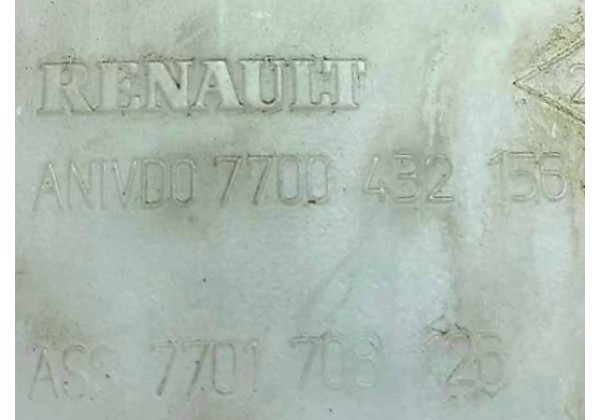 RENAULT
ANIVDO 7700 432 156
ASS 7701 708 126